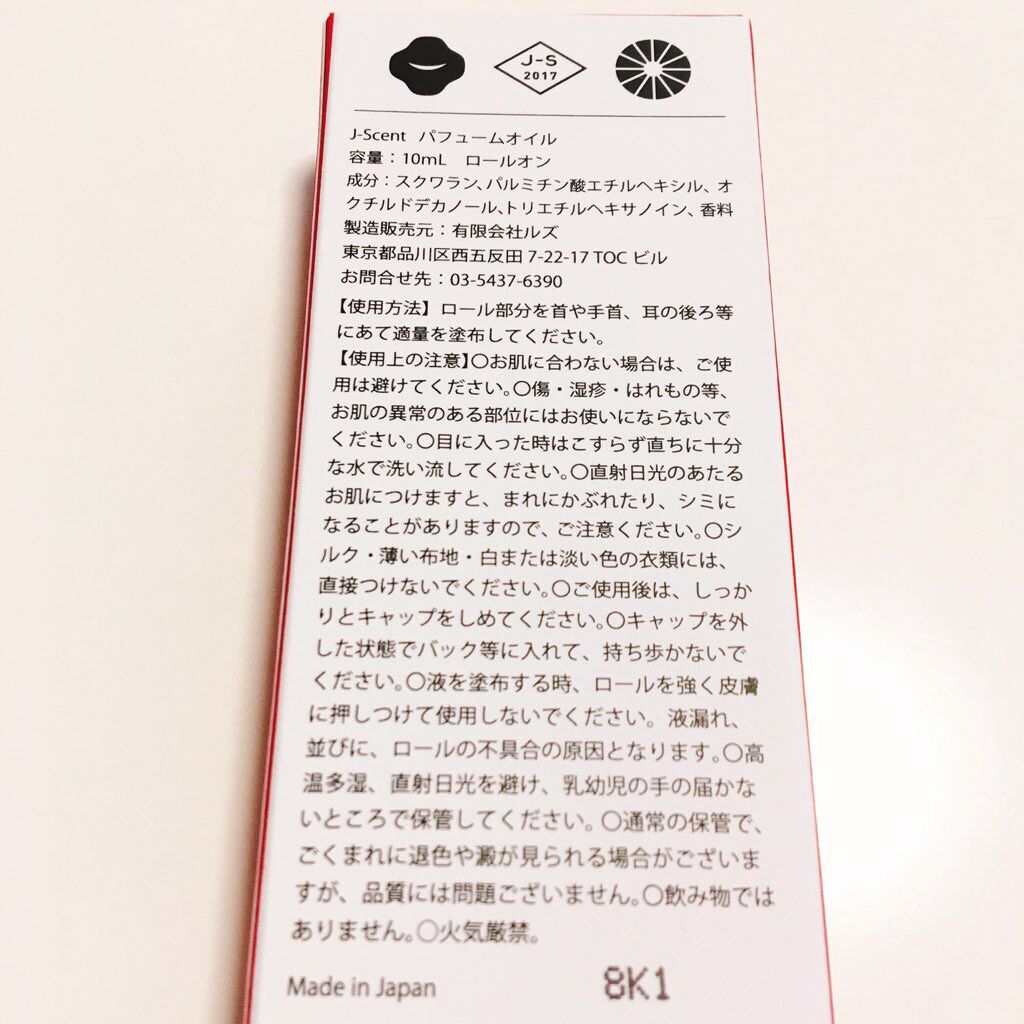 J-S
2017
J-Scent パフュームオイル
容量：10mL　ロールオン
成分：スクワラン、パルミチン酸エチルヘキシル、オ
クチルドデカノール、トリエチルヘキサノイン、香料
製造販売元：有限会社ルズ
東京都品川区西五反田 7-22-17 TOC ビル
お問合せ先：03-5437-6390
【使用方法】ロール部分を首や手首、耳の後ろ等
にあて適量を塗布してください。
【使用上の注意】〇お肌に合わない場合は、ご使
用は避けてください。〇傷・湿疹・はれもの等、
お肌の異常のある部位にはお使いにならないで
ください。〇目に入った時はこすらず直ちに十分
な水で洗い流してください。〇直射日光のあたる
お肌につけますと、まれにかぶれたり、シミに
なることがありますので、ご注意ください。〇シ
ルク・薄い布地・白または淡い色の衣類には、
直接つけないでください。〇ご使用後は、しっか
りとキャップをしめてください。〇キャップを外
した状態でバック等に入れて、持ち歩かないで
ください。〇液を塗布する時、ロールを強く皮膚
に押しつけて使用しないでください。液漏れ、
並びに、ロールの不具合の原因となります。〇高
温多湿、直射日光を避け、乳幼児の手の届かな
いところで保管してください。〇通常の保管で、
ごくまれに退色や澱が見られる場合がございま
すが、品質には問題ございません。〇飲み物では
ありません。〇火気厳禁。
Made in Japan
8K1